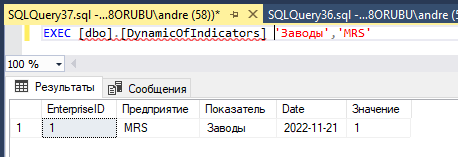 SQLQuery37.sql -...8ORUBU\andre (58))* SQLQuery36.sql -...8ORUBU\andre (5
EXEC [dbo].[DynamicOfIndicators] 'Заводы','MRS'
100 %
Результаты Сообщения
EnterpriseID Предприятие Показатель Date Значение
1 1 MRS Заводы 2022-11-21 1